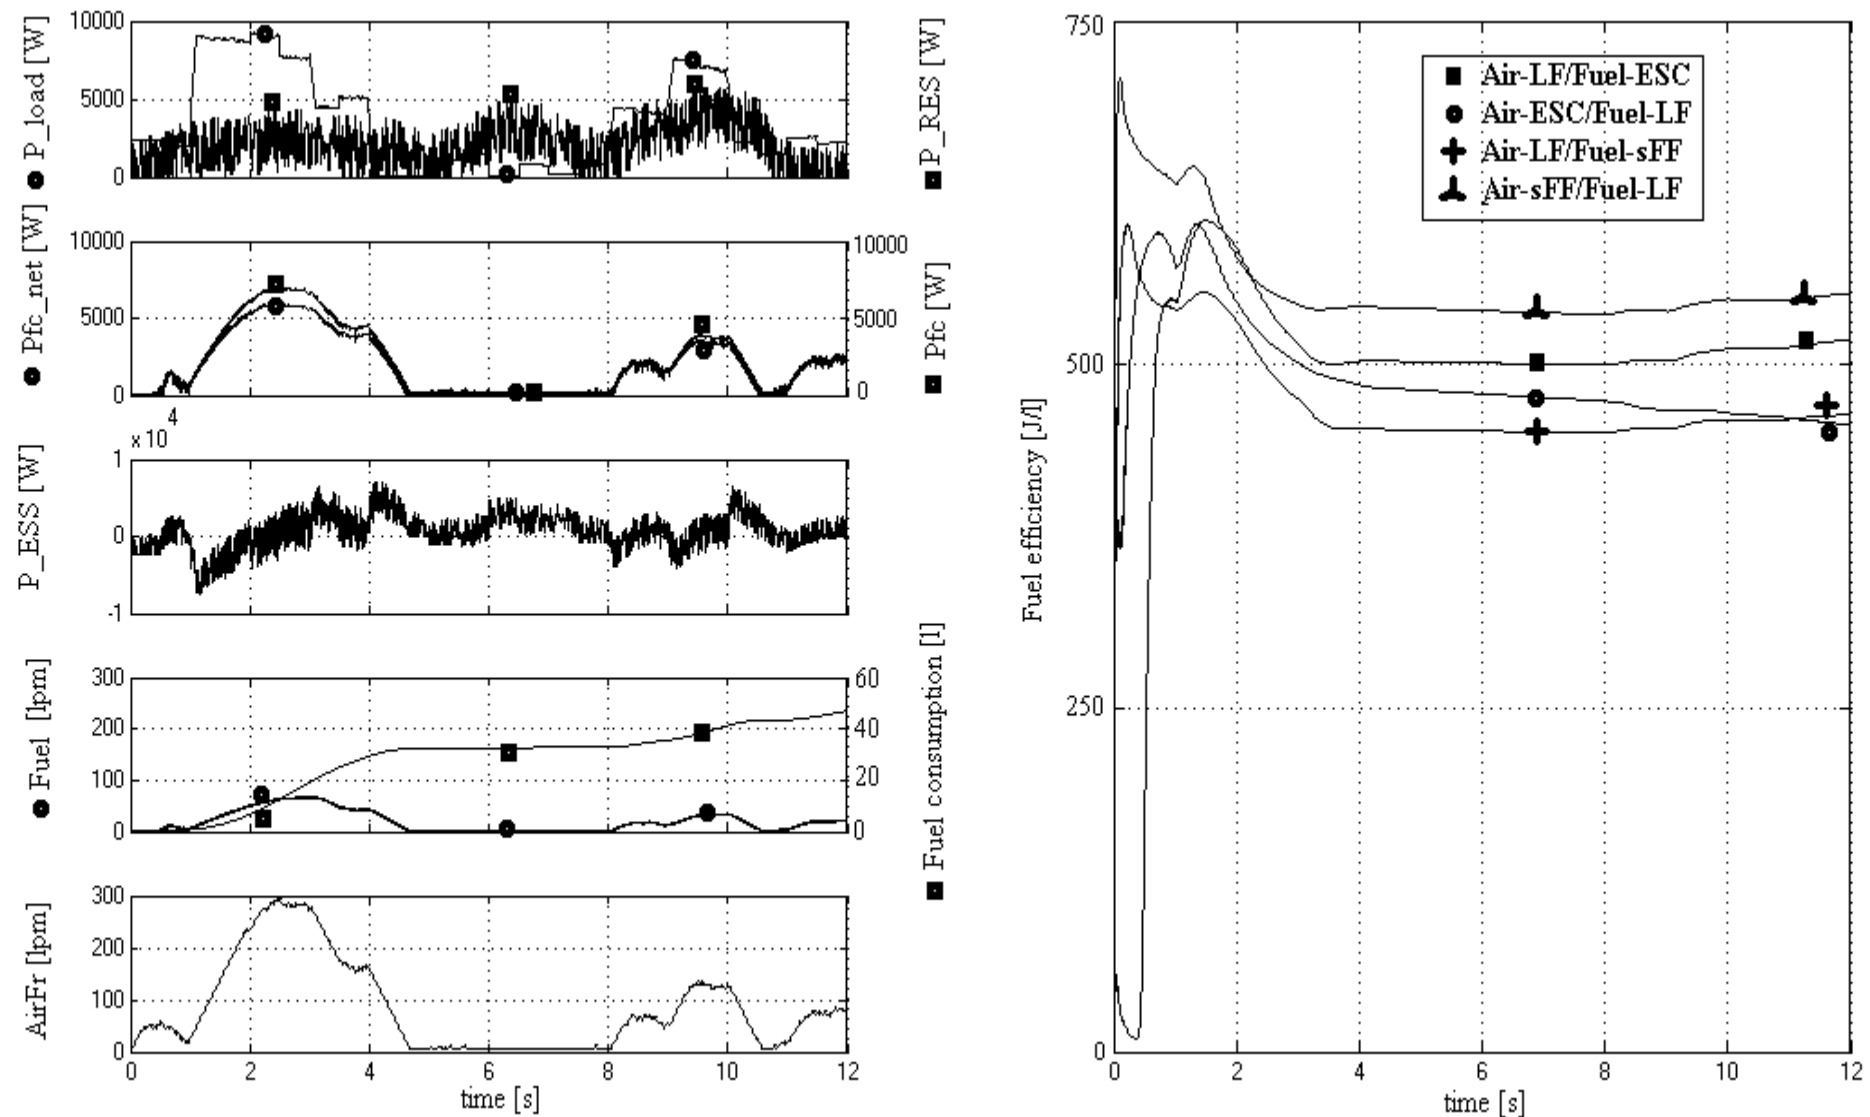 P_load [W]
10000
5000
0
P_RES [W]
Pfc_net [W]
10000
5000
0
10000
5000
0
Pfc [W]
P_ESS [W]
x 10
4
1
0
-1
Fuel [lpm]
300
200
100
0
60
40
20
0
Fuel consumption [l]
AirFr [lpm]
300
200
100
0
0 2 4 6 8 10 12
time [s]
Fuel efficiency [J/l]
750
500
250
0
Air-LF/Fuel-ESC
Air-ESC/Fuel-LF
Air-LF/Fuel-sFF
Air-sFF/Fuel-LF
0 2 4 6 8 10 12
time [s]